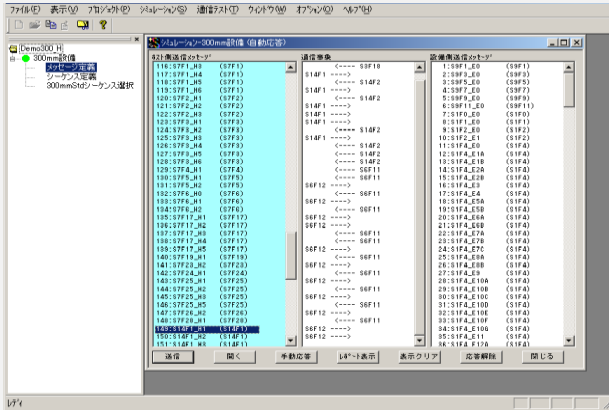 ファイル(F) 表示(V) プロジェクト(P) シミュレーション(S) 通信テスト(T) ウィンドウ(W) オプション(O) ヘルプ(H)
Demo300_H
300mm設備
メッセージ定義
シーケンス定義
300mmStdシーケンス選択
シミュレーション-300mm設備 (自動応答)
ホスト側送信メッセージ
116:S7F1_H3 (S7F1)
117:S7F1_H4 (S7F1)
118:S7F1_H5 (S7F1)
119:S7F1_H6 (S7F1)
120:S7F2_H1 (S7F2)
121:S7F2_H2 (S7F2)
122:S7F3_H1 (S7F3)
123:S7F3_H1 (S7F3)
124:S7F3_H2 (S7F3)
125:S7F3_H3 (S7F3)
126:S7F3_H4 (S7F3)
127:S7F3_H5 (S7F3)
128:S7F3_H6 (S7F3)
129:S7F4_H1 (S7F4)
130:S7F5_H1 (S7F5)
131:S7F5_H2 (S7F5)
132:S7F6_H0 (S7F6)
133:S7F6_H1 (S7F6)
134:S7F6_H2 (S7F6)
135:S7F17_H1 (S7F17)
136:S7F17_H2 (S7F17)
137:S7F17_H3 (S7F17)
138:S7F17_H4 (S7F17)
139:S7F17_H5 (S7F17)
140:S7F19_H1 (S7F19)
141:S7F23_H2 (S7F23)
142:S7F24_H1 (S7F24)
143:S7F25_H1 (S7F25)
144:S7F25_H2 (S7F25)
145:S7F25_H3 (S7F25)
146:S7F25_H5 (S7F25)
147:S7F26_H2 (S7F26)
148:S7F28_H1 (S7F28)
149:S14F1_H1 (S14F1)
150:S14F1_H2 (S14F1)
151:S14F1_H3 (S14F1)
通信事象
<---- S3F18
S14F1 ---->
<---- S14F2
S14F1 ---->
<---- S14F2
S14F1 ---->
S14F1 ---->
S14F1 ---->
<---- S14F2
S14F1 ---->
<---- S14F2
<---- S14F2
<---- S14F2
<---- S6F11
<---- S6F11
S6F12 ---->
<---- S6F11
S6F12 ---->
<---- S6F11
S6F12 ---->
S6F12 ---->
<---- S6F11
<---- S6F11
S6F12 ---->
<---- S6F11
S6F12 ---->
<---- S6F11
S6F12 ---->
<---- S6F11
S6F12 ---->
<---- S6F11
S6F12 ---->
<---- S6F11
S6F12 ---->
S6F12 ---->
設備側送信メッセージ
1:S9F1_E0 (S9F1)
2:S9F3_E0 (S9F3)
3:S9F5_E0 (S9F5)
4:S9F7_E0 (S9F7)
5:S9F9_E0 (S9F9)
6:S9F11_E0 (S9F11)
7:S1F0_E0 (S1F0)
8:S1F1_E0 (S1F1)
9:S1F2_E0 (S1F2)
10:S1F2_E1 (S1F2)
11:S1F4_E0 (S1F4)
12:S1F4_E1A (S1F4)
13:S1F4_E1B (S1F4)
14:S1F4_E2A (S1F4)
15:S1F4_E2B (S1F4)
16:S1F4_E3 (S1F4)
17:S1F4_E4 (S1F4)
18:S1F4_E5A (S1F4)
19:S1F4_E5B (S1F4)
20:S1F4_E6A (S1F4)
21:S1F4_E6B (S1F4)
22:S1F4_E7A (S1F4)
23:S1F4_E7B (S1F4)
24:S1F4_E7C (S1F4)
25:S1F4_E8A (S1F4)
26:S1F4_E8B (S1F4)
27:S1F4_E9 (S1F4)
28:S1F4_E10A (S1F4)
29:S1F4_E10B (S1F4)
30:S1F4_E10C (S1F4)
31:S1F4_E10D (S1F4)
32:S1F4_E10E (S1F4)
33:S1F4_E10F (S1F4)
34:S1F4_E10G (S1F4)
35:S1F4_E11 (S1F4)
36:S1F4_E12A (S1F4)
送信 開く 手動応答 レポート表示 表示クリア 応答解除 閉じる
レディ